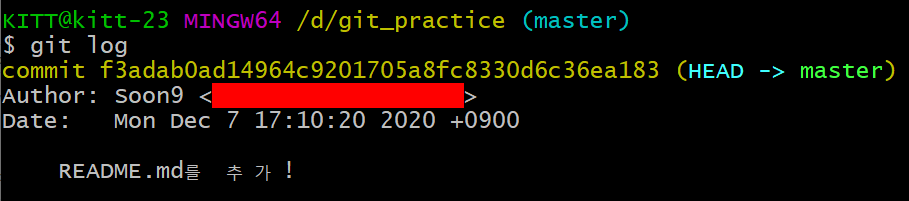 KITT@kitt-23 MINGW64 /d/git_practice (master)
$ git log
commit f3adab0ad14964c9201705a8fc8330d6c36ea183 (HEAD -> master)
Author: Soon9 < >
Date:   Mon Dec 7 17:10:20 2020 +0900
README.md를 추가!